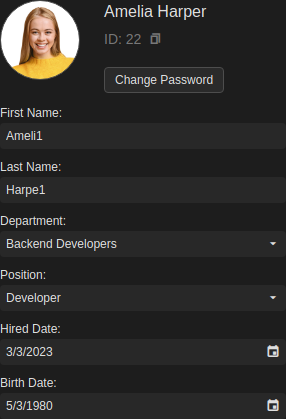 Amelia Harper
ID: 22
Change Password
First Name:
Ameli1
Last Name:
Harpe1
Department:
Backend Developers
Position:
Developer
Hired Date:
3/3/2023
Birth Date:
5/3/1980